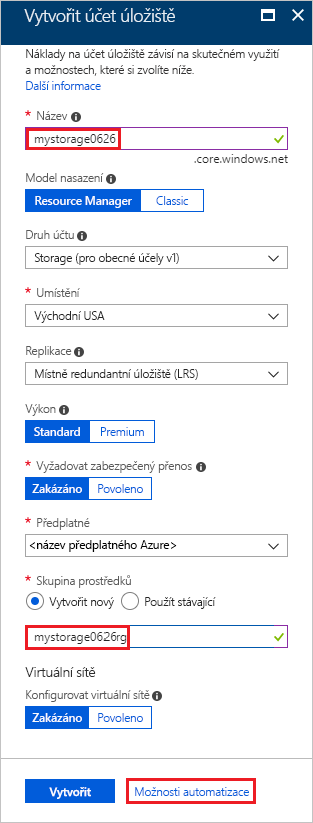 Vytvořit účet úložiště
Náklady na účet úložiště závisí na skutečném využití
a možnostech, které si zvolíte níže.
Další informace
* Název
mystorage0626
.core.windows.net
Model nasazení
Resource Manager Classic
Druh účtu
Storage (pro obecné účely v1)
* Umístění
Východní USA
Replikace
Místně redundantní úložiště (LRS)
Výkon
Standard Premium
* Vyžadovat zabezpečený přenos
Zakázáno Povoleno
* Předplatné
<název předplatného Azure>
* Skupina prostředků
Vytvořit nový Použít stávající
mystorage0626rg
Virtuální sítě
Konfigurovat virtuální sítě
Zakázáno Povoleno
Vytvořit Možnosti automatizace